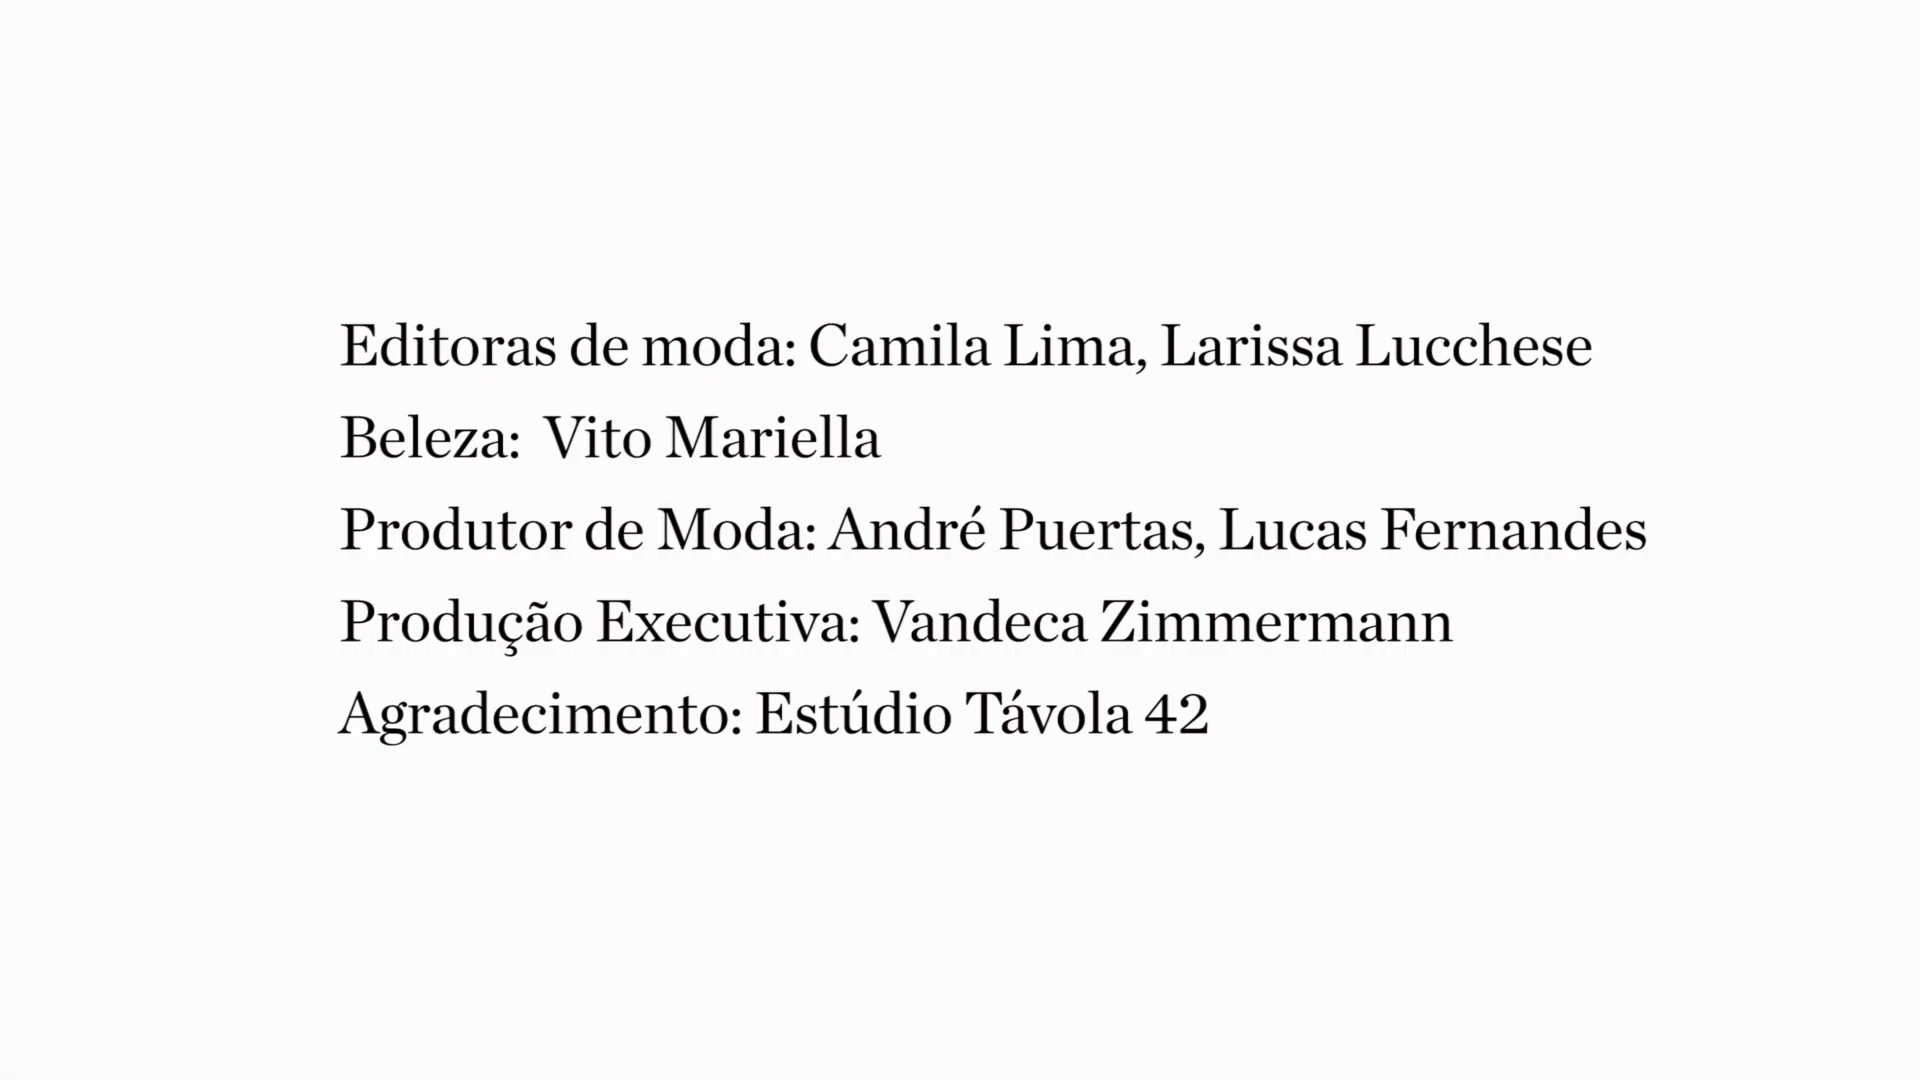 Editoras de moda: Camila Lima, Larissa Lucchese
Beleza:  Vito Mariella
Produtor de Moda: André Puertas, Lucas Fernandes
Produção Executiva: Vandeca Zimmermann
Agradecimento: Estúdio Távola 42